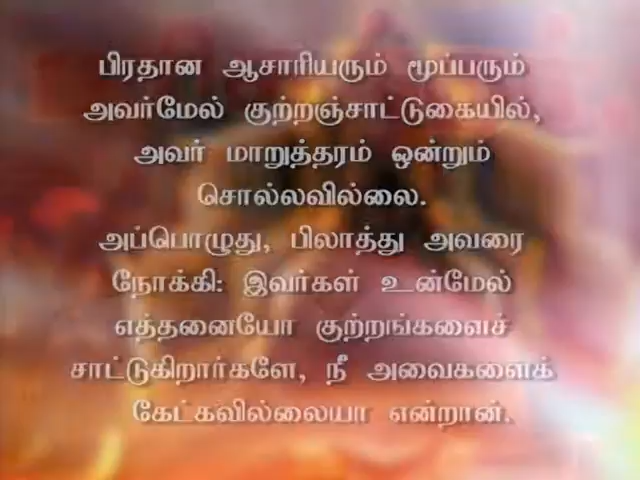 பிரதான ஆசாரியரும் மூப்பரும்
அவர்மேல் குற்றஞ்சாட்டுகையில்,
அவர் மாறுத்தரம் ஒன்றும்
சொல்லவில்லை.
அப்பொழுது, பிலாத்து அவரை
நோக்கி: இவர்கள் உன்மேல்
எத்தனையோ குற்றங்களைச்
சாட்டுகிறார்களே, நீ அவைகளைக்
கேட்கவில்லையா என்றான்.